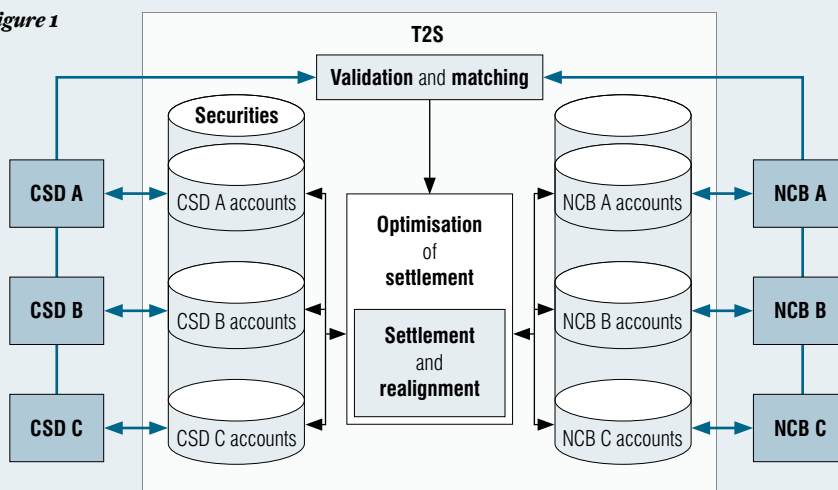 igure 1
T2S
Validation and matching
Securities
CSD A
CSD A accounts
NCB A accounts
NCB A
Optimisation
of
settlement
CSD B
CSD B accounts
NCB B accounts
NCB B
Settlement
and
realignment
CSD C
CSD C accounts
NCB C accounts
NCB C